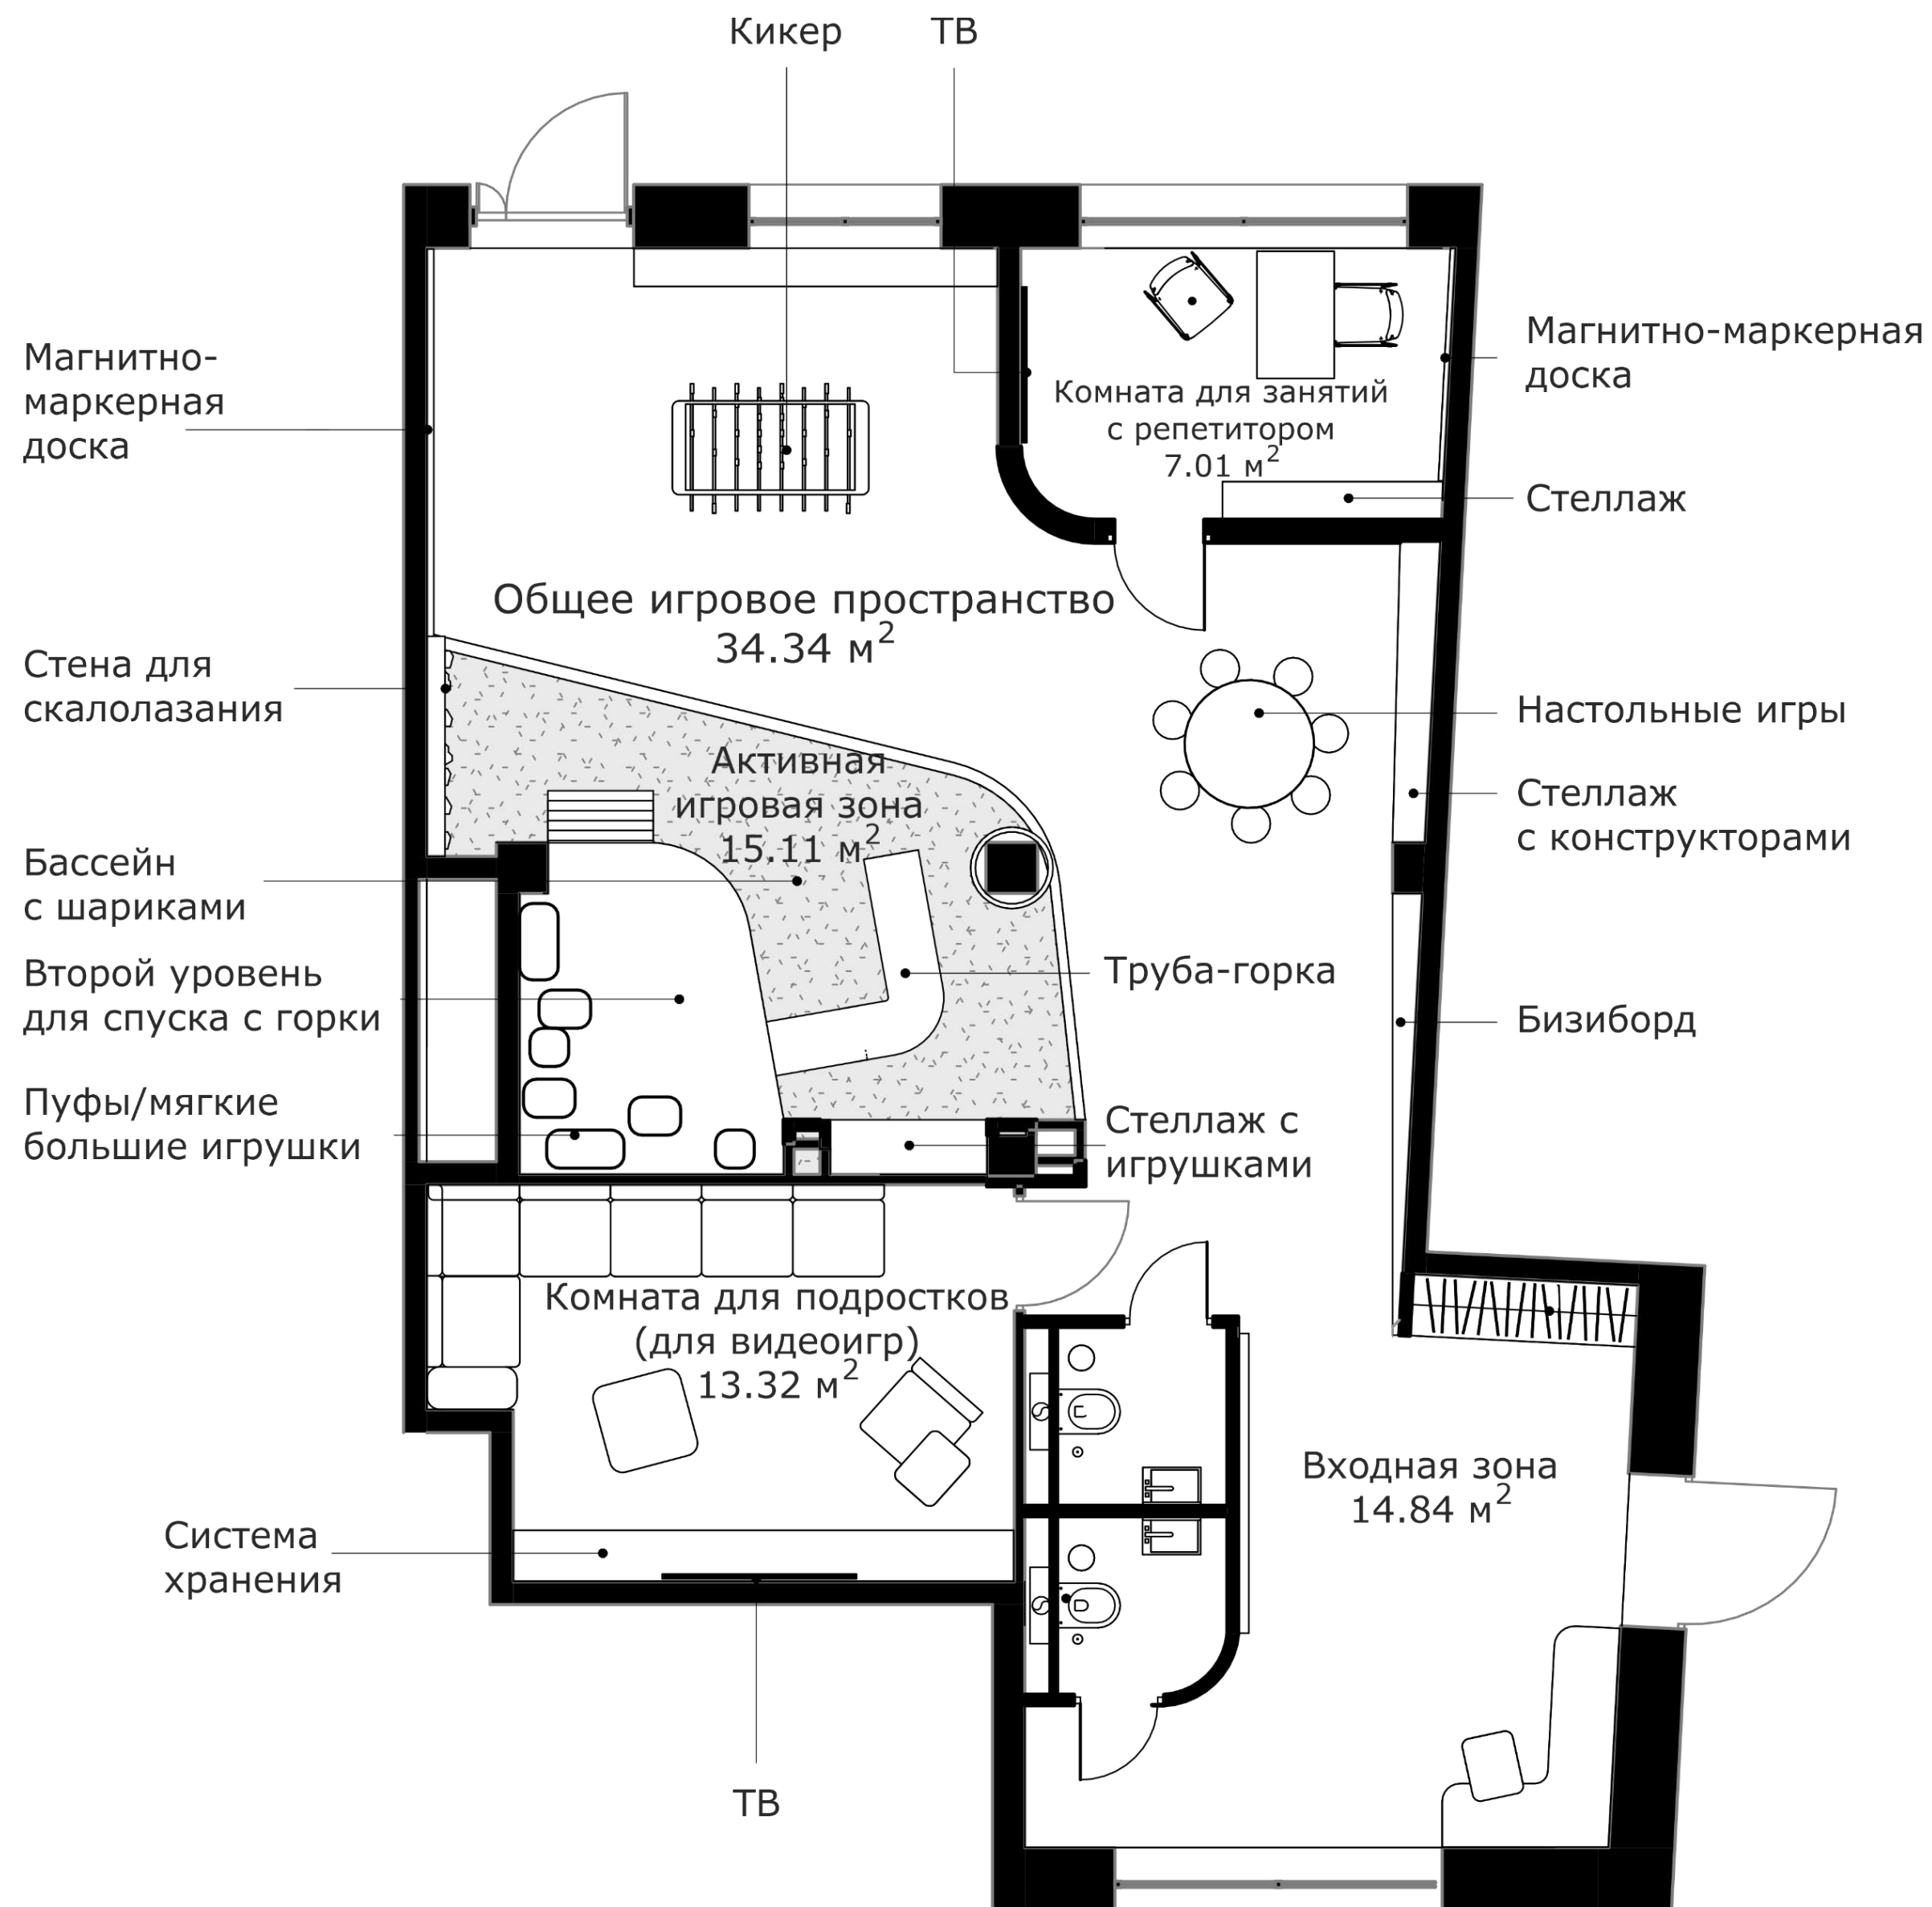 Кикер
ТВ
Магнитно-
маркерная
доска
Магнитно-маркерная
доска
Комната для занятий
с репетитором
7.01 м²
Стеллаж
Общее игровое пространство
34.34 м²
Стена для
скалолазания
Настольные игры
Активная
игровая зона
15.11 м²
Стеллаж
с конструкторами
Бассейн
с шариками
Второй уровень
для спуска с горки
Труба-горка
Бизиборд
Пуфы/мягкие
большие игрушки
Стеллаж с
игрушками
Комната для подростков
(для видеоигр)
13.32 м²
Входная зона
14.84 м²
Система
хранения
ТВ